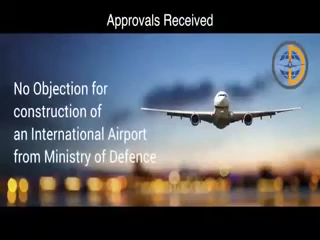 Approvals Received
No Objection for
construction of
an International Airport
from Ministry of Defence